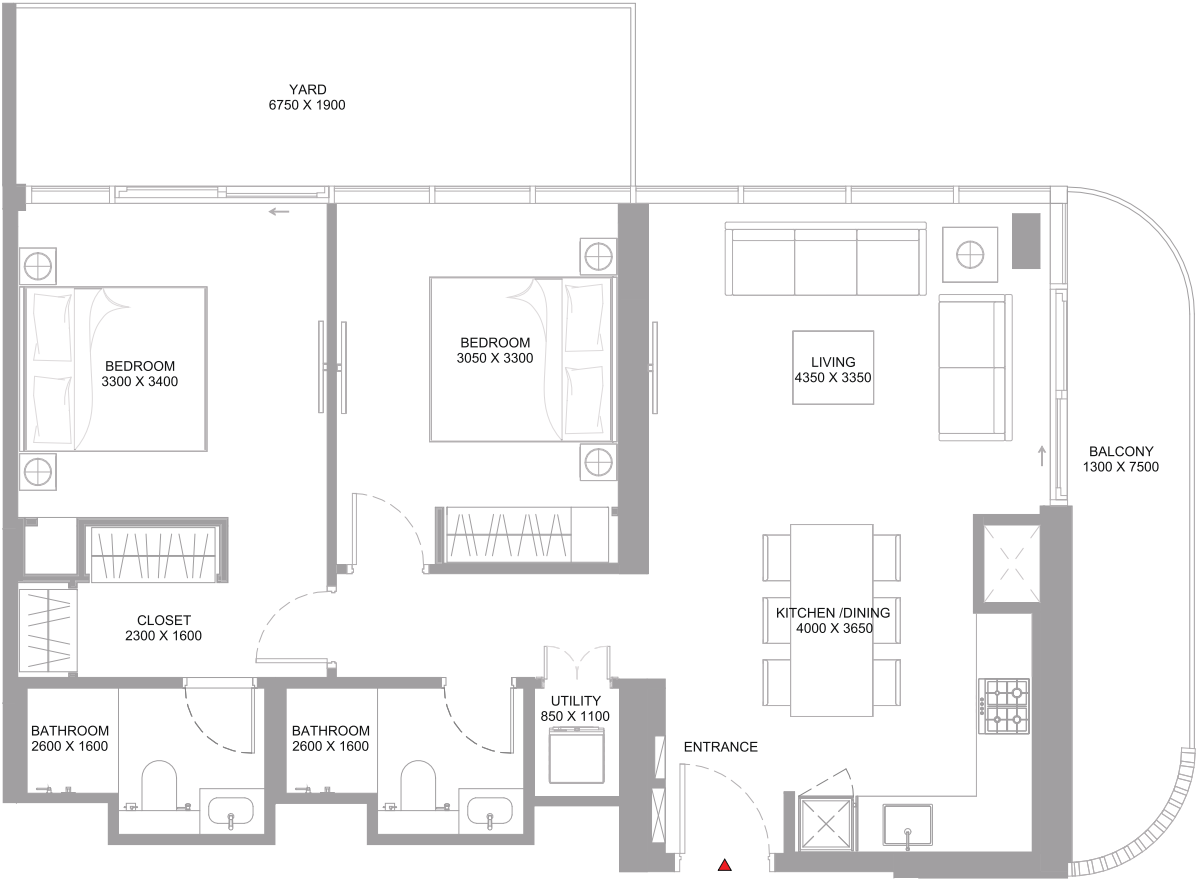 YARD
6750 X 1900
BEDROOM
3300 X 3400
BEDROOM
3050 X 3300
LIVING
4350 X 3350
BALCONY
1300 X 7500
CLOSET
2300 X 1600
KITCHEN /DINING
4000 X 3650
BATHROOM
2600 X 1600
BATHROOM
2600 X 1600
UTILITY
850 X 1100
ENTRANCE